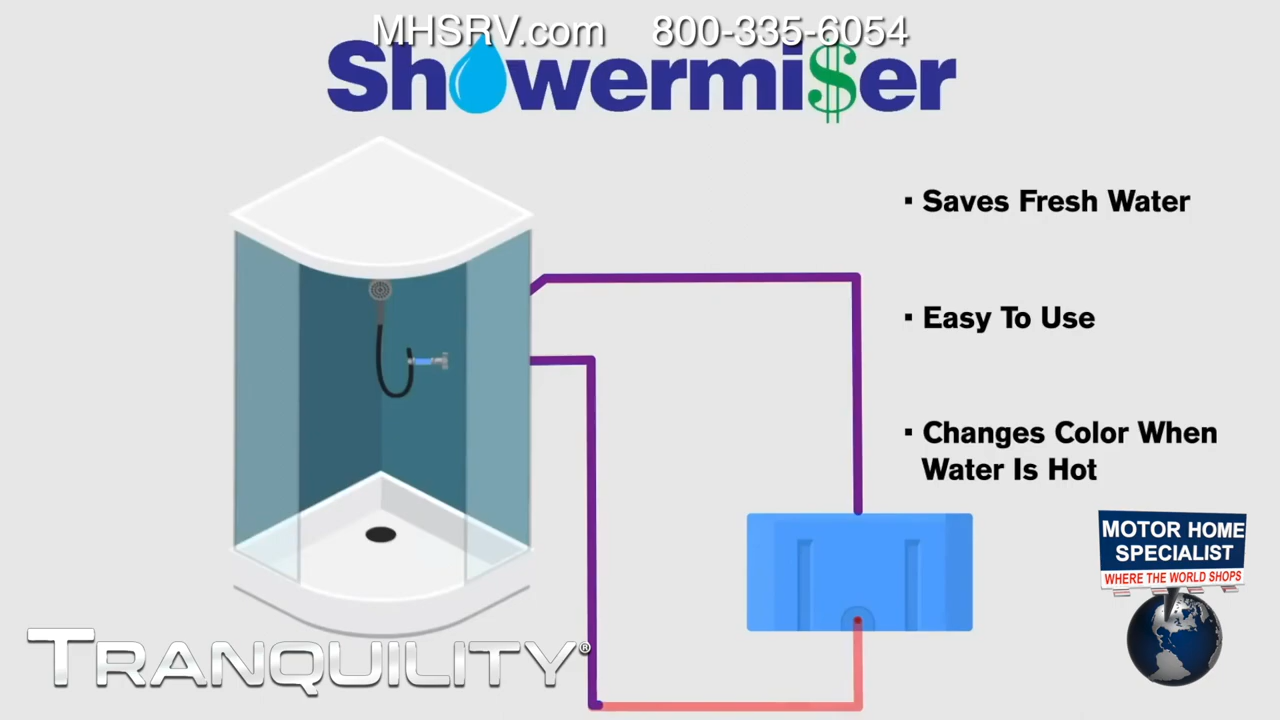 MHSRV.com 800-335-6054
Showermi$er
▪ Saves Fresh Water
▪ Easy To Use
▪ Changes Color When
Water Is Hot
MOTOR HOME
SPECIALIST
WHERE THE WORLD SHOPS
TRANQUILITY®